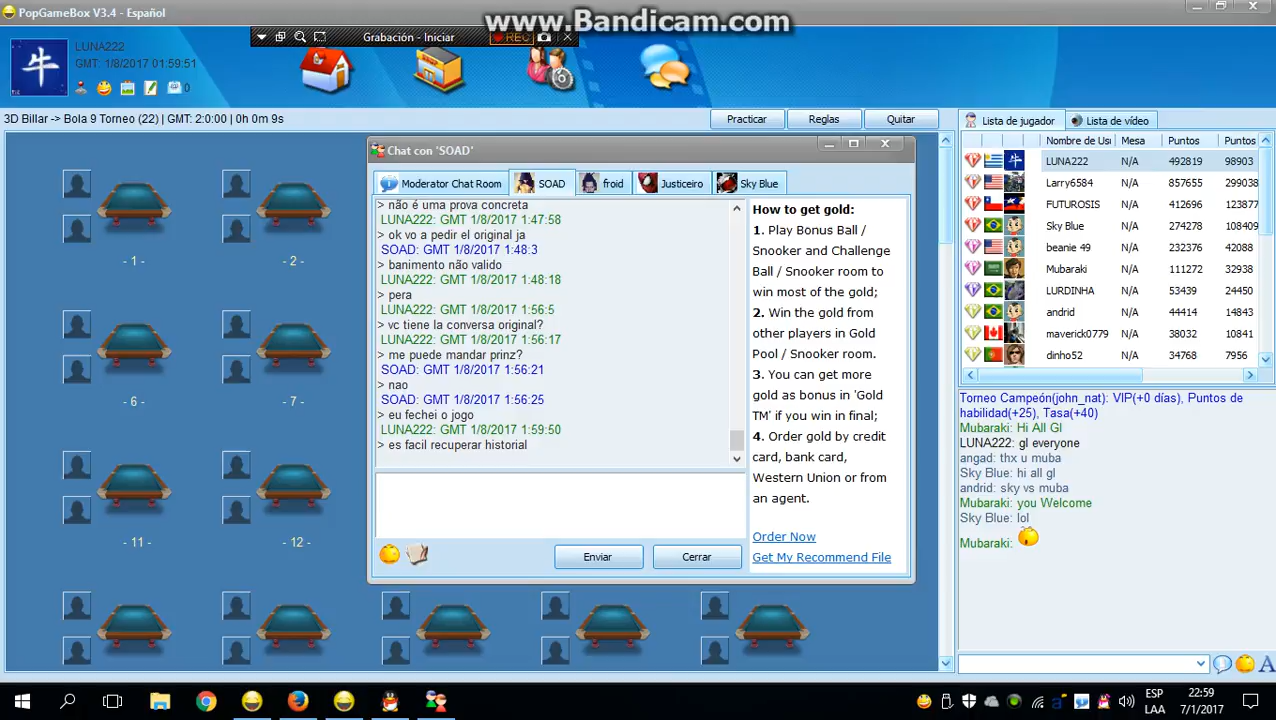 PopGameBox V3.4 - Español
www.Bandicam.com
Grabación - Iniciar
REC
LUNA222
GMT: 1/8/2017 01:59:51
0
牛
3D Billar -> Bola 9 Torneo (22) | GMT: 2:0:00 | 0h 0m 9s
Practicar
Reglas
Quitar
- 1 -
- 2 -
- 6 -
- 7 -
- 11 -
- 12 -
Chat con 'SOAD'
Moderator Chat Room
SOAD
froid
Justiceiro
Sky Blue
> não é uma prova concreta
LUNA222: GMT 1/8/2017 1:47:58
> ok vo a pedir el original ja
SOAD: GMT 1/8/2017 1:48:3
> banimento não valido
LUNA222: GMT 1/8/2017 1:48:18
> pera
LUNA222: GMT 1/8/2017 1:56:5
> vc tiene la conversa original?
LUNA222: GMT 1/8/2017 1:56:17
> me puede mandar prinz?
SOAD: GMT 1/8/2017 1:56:21
> nao
SOAD: GMT 1/8/2017 1:56:25
> eu fechei o jogo
LUNA222: GMT 1/8/2017 1:59:50
> es facil recuperar historial
Enviar
Cerrar
How to get gold:
1. Play Bonus Ball /
Snooker and Challenge
Ball / Snooker room to
win most of the gold;
2. Win the gold from
other players in Gold
Pool / Snooker room.
3. You can get more
gold as bonus in 'Gold
TM' if you win in final;
4. Order gold by credit
card, bank card,
Western Union or from
an agent.
Order Now
Get My Recommend File
Lista de jugador
Lista de vídeo
Nombre de Usu Mesa Puntos Puntos
LUNA222 N/A 492819 98903
Larry6584 N/A 857655 299038
FUTUROSIS N/A 412696 123877
Sky Blue N/A 274278 108409
beanie 49 N/A 232376 42088
Mubaraki N/A 111272 32938
LURDINHA N/A 53439 24450
andrid N/A 44414 14843
maverick0779 N/A 38032 10841
dinho52 N/A 34768 7956
Torneo Campeón(john_nat): VIP(+0 días), Puntos de
habilidad(+25), Tasa(+40)
Mubaraki: Hi All Gl
LUNA222: gl everyone
angad: thx u muba
Sky Blue: hi all gl
andrid: sky vs muba
Mubaraki: you Welcome
Sky Blue: lol
Mubaraki:
A
ESP
LAA
22:59
7/1/2017